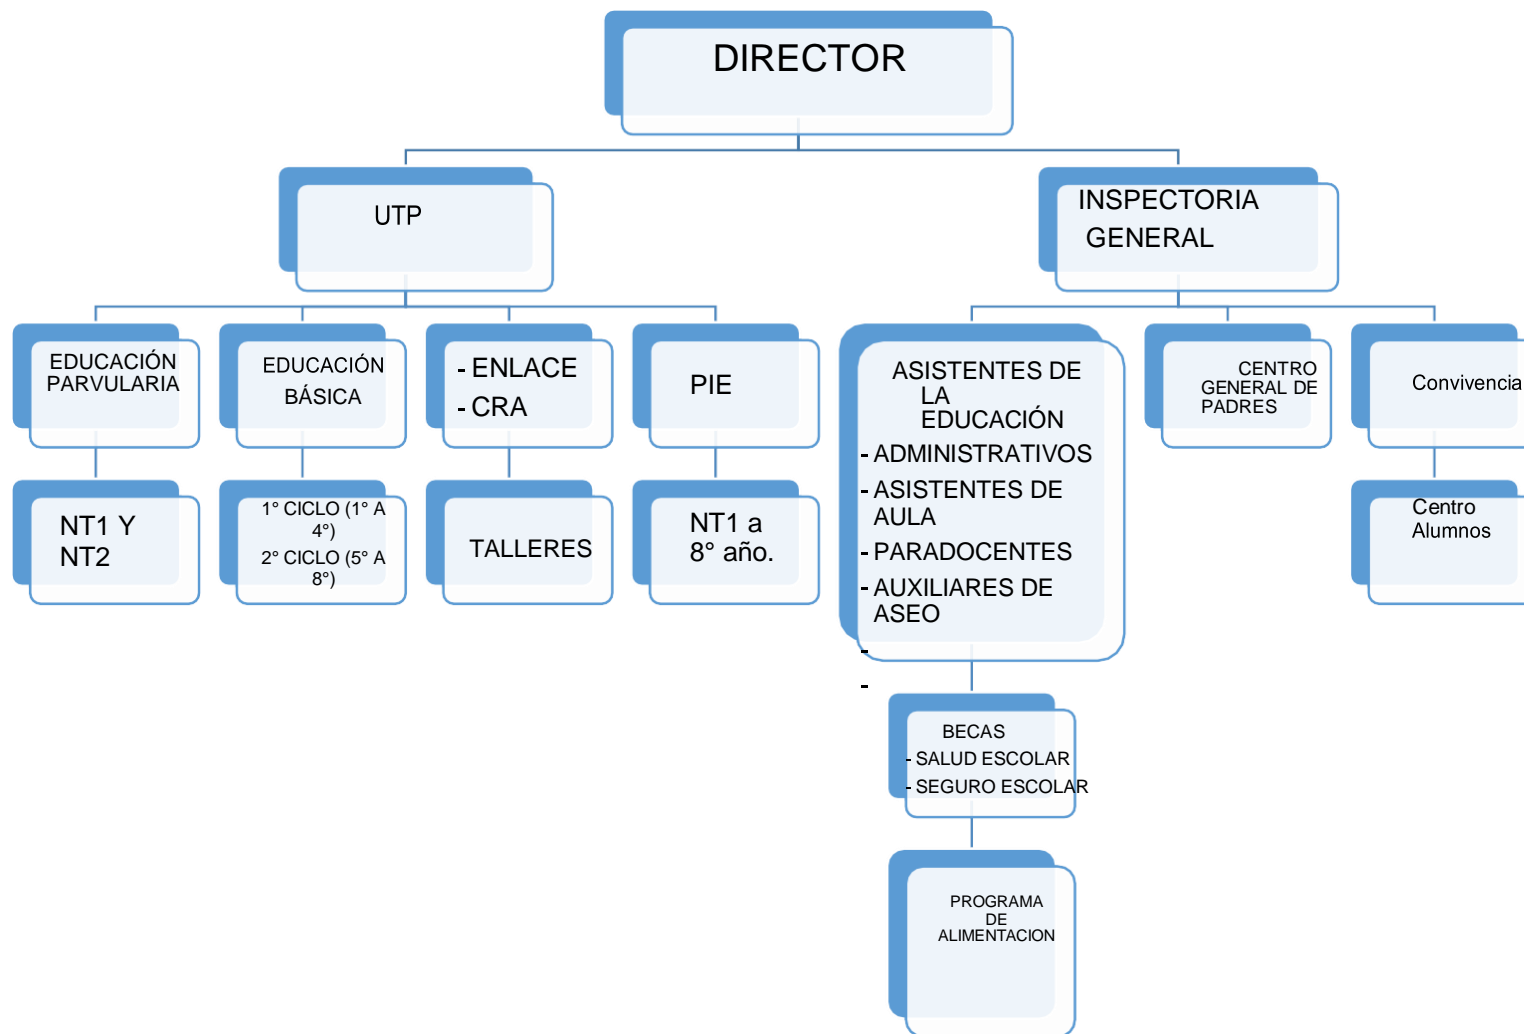 DIRECTOR
UTP
INSPECTORIA
GENERAL
EDUCACIÓN
PARVULARIA
EDUCACIÓN
BÁSICA
- ENLACE
- CRA
PIE
ASISTENTES DE
LA
EDUCACIÓN
- ADMINISTRATIVOS
- ASISTENTES DE
AULA
- PARADOCENTES
- AUXILIARES DE
ASEO
-
-
CENTRO
GENERAL DE
PADRES
Convivencia
NT1 Y
NT2
1° CICLO (1° A
4°)
2° CICLO (5° A
8°)
TALLERES
NT1 a
8° año.
Centro
Alumnos
BECAS
- SALUD ESCOLAR
- SEGURO ESCOLAR
PROGRAMA
DE
ALIMENTACION